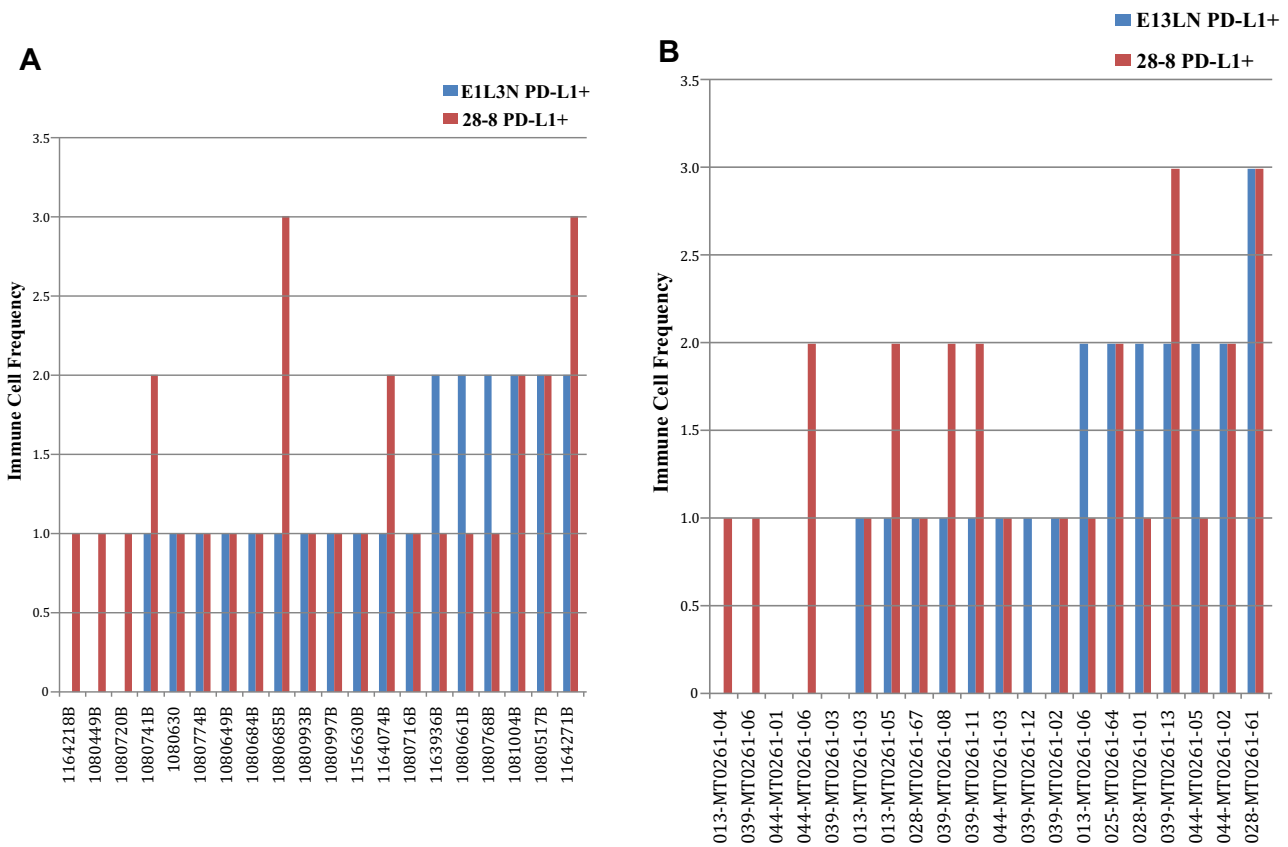 A
E1L3N PD-L1+
28-8 PD-L1+
Immune Cell Frequency
3.5
3.0
2.5
2.0
1.5
1.0
0.5
0
1164218B
1080449B
1080720B
1080741B
1080630
1080774B
1080649B
1080684B
1080685B
1080993B
1080997B
1156630B
1164074B
1080716B
1163936B
1080661B
1080768B
1081004B
1080517B
1164271B
B
E13LN PD-L1+
28-8 PD-L1+
Immune Cell Frequency
3.5
3.0
2.5
2.0
1.5
1.0
0.5
0
013-MT0261-04
039-MT0261-06
044-MT0261-01
044-MT0261-06
039-MT0261-03
013-MT0261-03
013-MT0261-05
028-MT0261-67
039-MT0261-08
039-MT0261-11
044-MT0261-03
039-MT0261-12
039-MT0261-02
013-MT0261-06
025-MT0261-64
028-MT0261-01
039-MT0261-13
044-MT0261-05
044-MT0261-02
028-MT0261-61